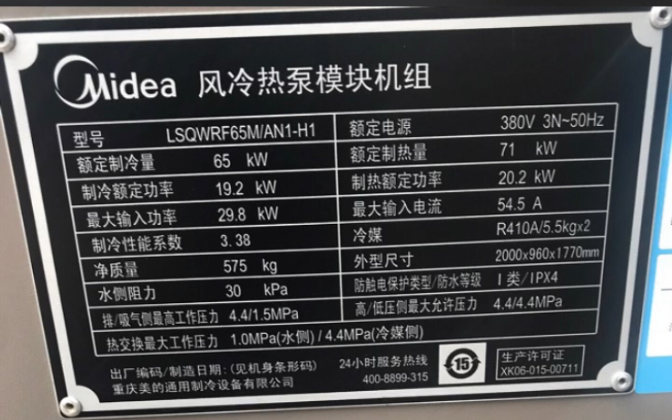 Midea 风冷热泵模块机组
型号 LSQWRF65M/AN1-H1 额定电源 380V 3N~50Hz
额定制冷量 65 kW 额定制热量 71 kW
制冷额定功率 19.2 kW 制热额定功率 20.2 kW
最大输入功率 29.8 kW 最大输入电流 54.5 A
制冷性能系数 3.38 冷媒 R410A/5.5kg×2
净质量 575 kg 外型尺寸 2000×960×1770mm
水侧阻力 30 kPa 防触电保护类型/防水等级 I类/IPX4
排/吸气侧最高工作压力 4.4/1.5MPa 高/低压侧最大允许压力 4.4/4.4MPa
热交换最大工作压力 1.0MPa(水侧)/4.4MPa(冷媒侧)
出厂编码/制造日期:(见机身条形码) 24小时服务热线 15 生产许可证
重庆美的通用制冷设备有限公司 400-8899-315 XK06-015-00711